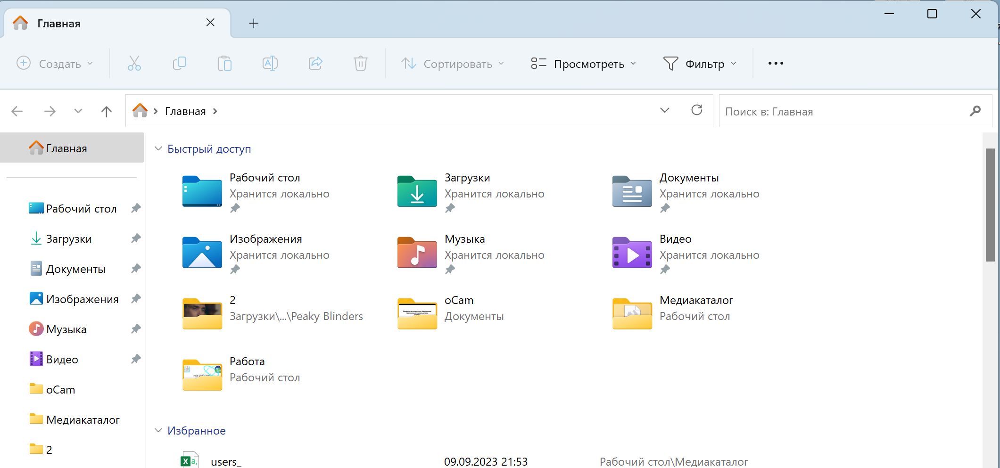 Главная
Создать
Сортировать
Просмотреть
Фильтр
Главная
Поиск в: Главная
Главная
Рабочий стол
Загрузки
Документы
Изображения
Музыка
Видео
oCam
Медиакаталог
2
Быстрый доступ
Рабочий стол
Хранится локально
Загрузки
Хранится локально
Документы
Хранится локально
Изображения
Хранится локально
Музыка
Хранится локально
Видео
Хранится локально
2
Загрузки\...\Peaky Blinders
oCam
Документы
Медиакаталог
Рабочий стол
Работа
Рабочий стол
Избранное
users_ 09.09.2023 21:53 Рабочий стол\Медиакаталог